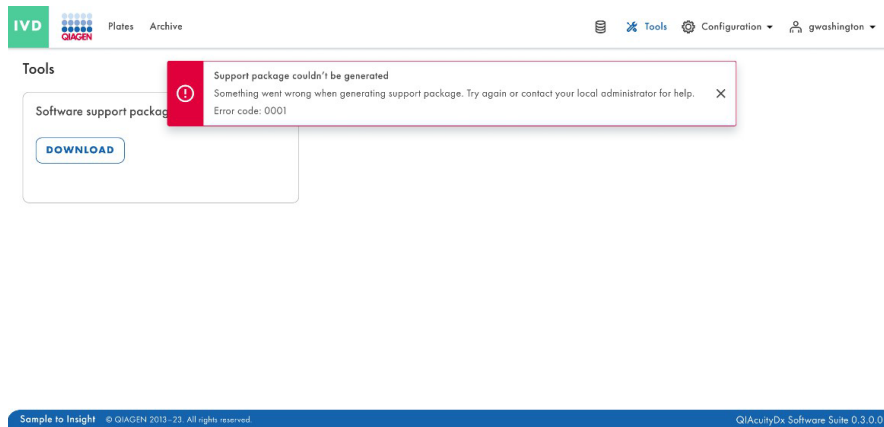 IVD
QIAGEN
Plates Archive
Tools Configuration gwashington
Tools
Support package couldn't be generated
Something went wrong when generating support package. Try again or contact your local administrator for help.
Error code: 0001
Software support packag
DOWNLOAD
Sample to Insight © QIAGEN 2013–23. All rights reserved.
QIAcuityDx Software Suite 0.3.0.0